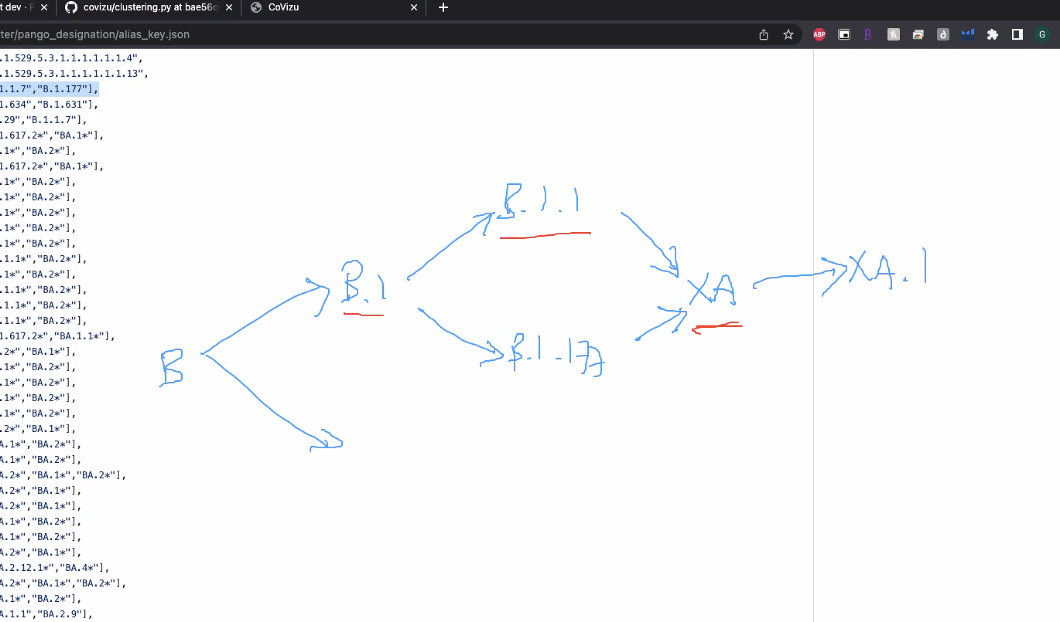 t dev · F
covizu/clustering.py at bae56c
CoVizu
ter/pango_designation/alias_key.json
ABP
G
.1.529.5.3.1.1.1.1.1.1.4",
.1.529.5.3.1.1.1.1.1.1.13",
1.1.7","B.1.177"],
1.634","B.1.631"],
.29","B.1.1.7"],
1.617.2*","BA.1*"],
.1*","BA.2*"],
1.617.2*","BA.1*"],
.1*","BA.2*"],
.1*","BA.2*"],
.1*","BA.2*"],
.1*","BA.2*"],
.1*","BA.2*"],
.1.1*","BA.2*"],
.1*","BA.2*"],
.1.1*","BA.2*"],
.1.1*","BA.2*"],
.1.1*","BA.2*"],
1.617.2*","BA.1.1*"],
.2*","BA.1*"],
.1*","BA.2*"],
.1*","BA.2*"],
.1*","BA.2*"],
.1*","BA.2*"],
.2*","BA.1*"],
A.1*","BA.2*"],
A.1*","BA.2*"],
A.2*","BA.1*","BA.2*"],
A.2*","BA.1*"],
A.2*","BA.1*"],
A.1*","BA.2*"],
A.1*","BA.2*"],
A.2*","BA.1*"],
A.2.12.1*","BA.4*"],
A.2*","BA.1*","BA.2*"],
A.1*","BA.2*"],
A.1.1","BA.2.9"],
B.1.1
B.1
XA
XA.1
B
B.1.177